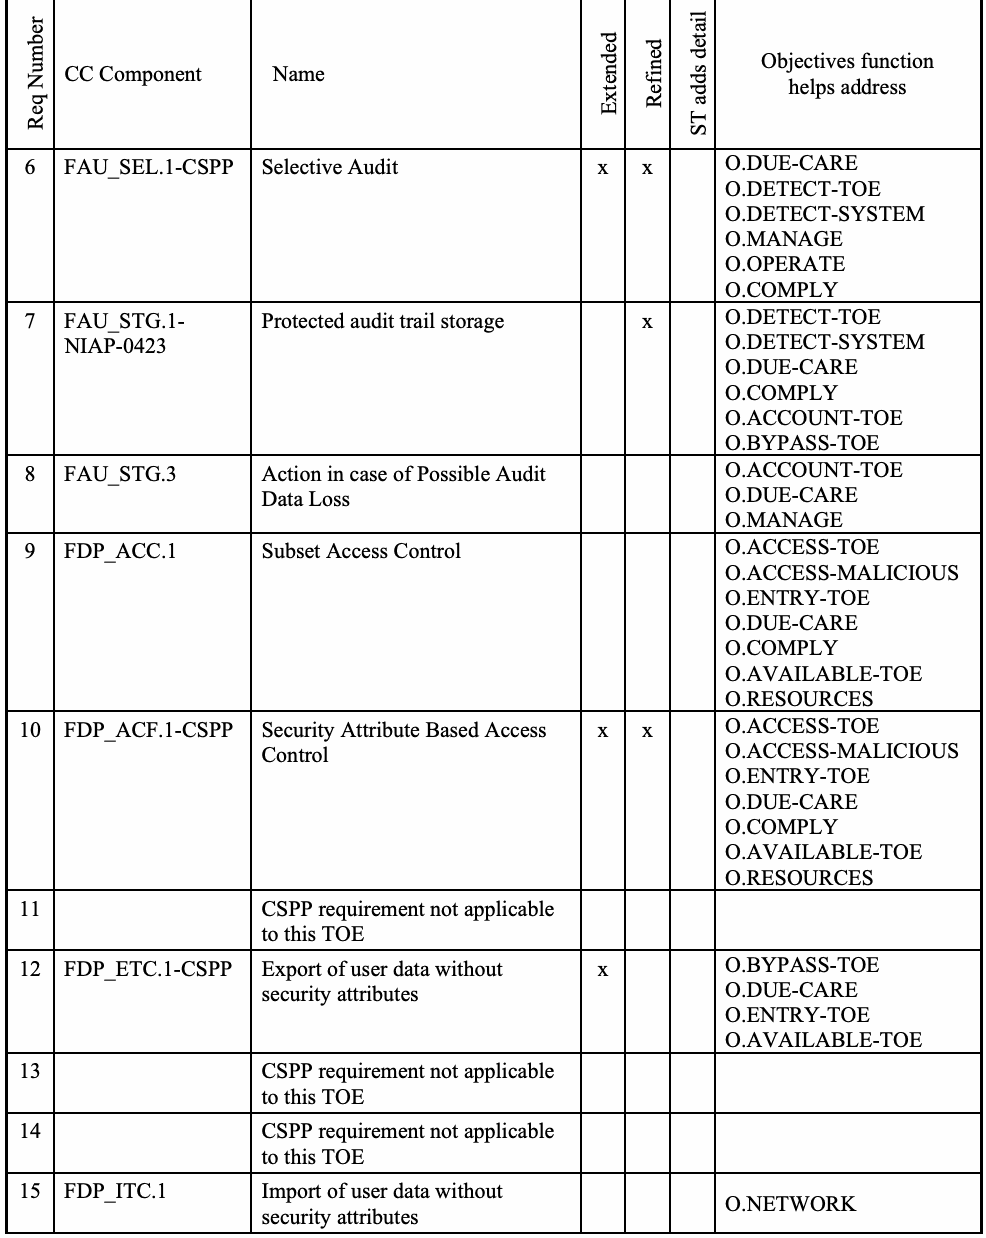 Req Number
CC Component
Name
Extended
Refined
ST adds detail
Objectives function
helps address
6
FAU_SEL.1-CSPP
Selective Audit
x
x
O.DUE-CARE
O.DETECT-TOE
O.DETECT-SYSTEM
O.MANAGE
O.OPERATE
O.COMPLY
7
FAU_STG.1-
NIAP-0423
Protected audit trail storage
x
O.DETECT-TOE
O.DETECT-SYSTEM
O.DUE-CARE
O.COMPLY
O.ACCOUNT-TOE
O.BYPASS-TOE
8
FAU_STG.3
Action in case of Possible Audit
Data Loss
O.ACCOUNT-TOE
O.DUE-CARE
O.MANAGE
9
FDP_ACC.1
Subset Access Control
O.ACCESS-TOE
O.ACCESS-MALICIOUS
O.ENTRY-TOE
O.DUE-CARE
O.COMPLY
O.AVAILABLE-TOE
O.RESOURCES
10
FDP_ACF.1-CSPP
Security Attribute Based Access
Control
x
x
O.ACCESS-TOE
O.ACCESS-MALICIOUS
O.ENTRY-TOE
O.DUE-CARE
O.COMPLY
O.AVAILABLE-TOE
O.RESOURCES
11
CSPP requirement not applicable
to this TOE
12
FDP_ETC.1-CSPP
Export of user data without
security attributes
x
O.BYPASS-TOE
O.DUE-CARE
O.ENTRY-TOE
O.AVAILABLE-TOE
13
CSPP requirement not applicable
to this TOE
14
CSPP requirement not applicable
to this TOE
15
FDP_ITC.1
Import of user data without
security attributes
O.NETWORK